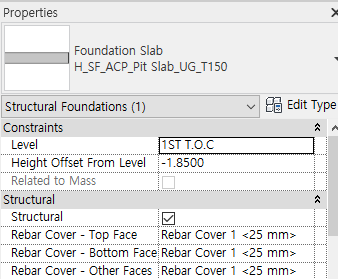 Properties
Foundation Slab
H_SF_ACP_Pit Slab_UG_T150
Structural Foundations (1)
Edit Type
Constraints
Level 1ST T.O.C
Height Offset From Level -1.8500
Related to Mass
Structural
Structural
Rebar Cover - Top Face Rebar Cover 1 <25 mm>
Rebar Cover - Bottom Face Rebar Cover 1 <25 mm>
Rebar Cover - Other Faces Rebar Cover 1 <25 mm>